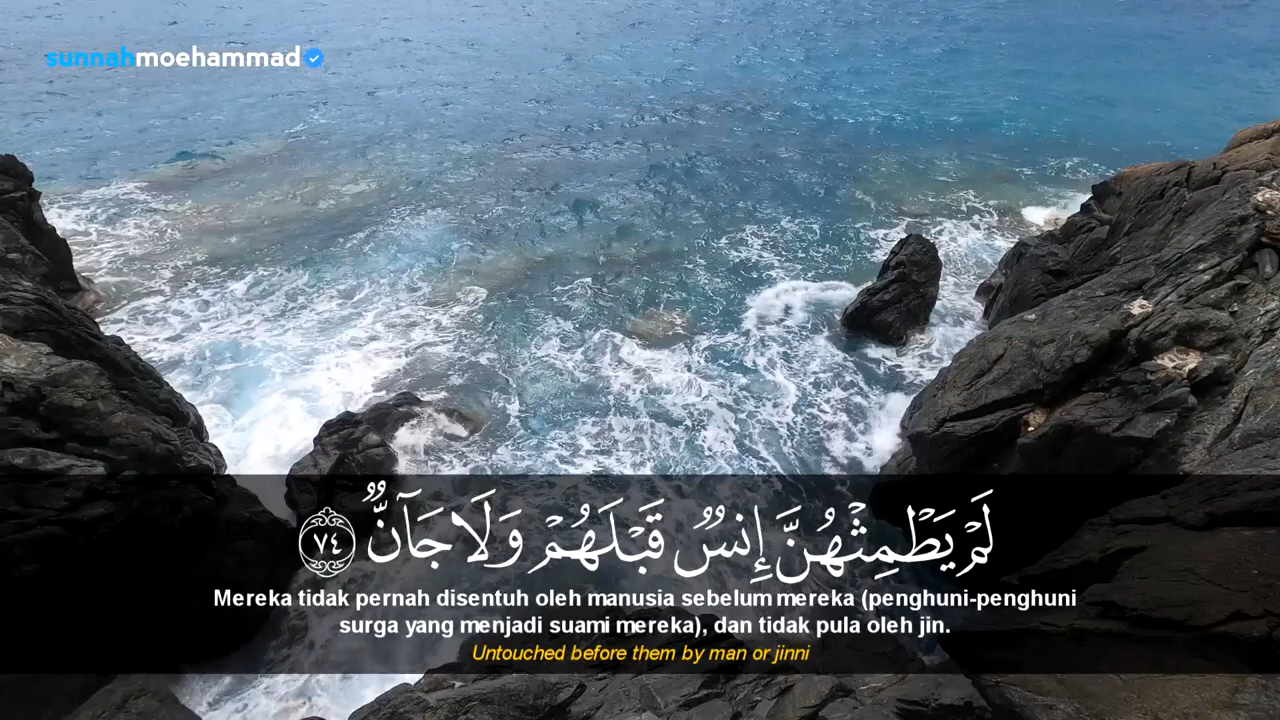 sunnahmoehammad
لَمْ يَطْمِثْهُنَّ إِنسٌ قَبْلَهُمْ وَلَا جَآنٌّ ٧٤
Mereka tidak pernah disentuh oleh manusia sebelum mereka (penghuni-penghuni
surga yang menjadi suami mereka), dan tidak pula oleh jin.
Untouched before them by man or jinni